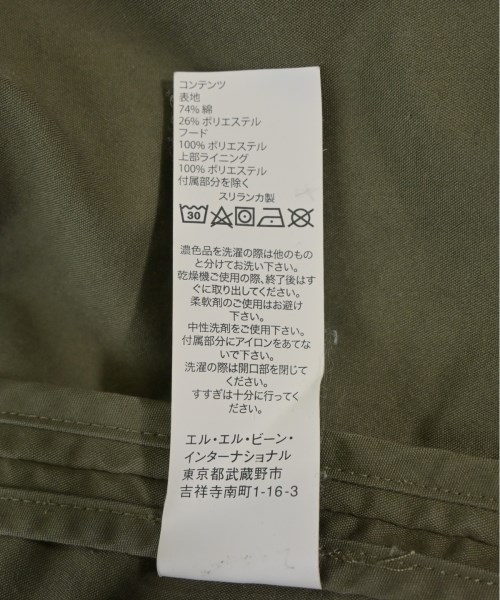 コンテンツ
表地
74% 綿
26% ポリエステル
フード
100% ポリエステル
上部ライニング
100% ポリエステル
付属部分を除く
スリランカ製
30
濃色品を洗濯の際は他のもの
と分けてお洗い下さい。
乾燥機ご使用の際、終了後はす
ぐに取り出してください。
柔軟剤のご使用はお避け
下さい。
中性洗剤をご使用下さい。
付属部分にアイロンをあてな
いで下さい。
洗濯の際は開口部を閉じて
ください。
すすぎは十分に行ってく
ださい。
エル・エル・ビーン・
インターナショナル
東京都武蔵野市
吉祥寺南町1-16-3